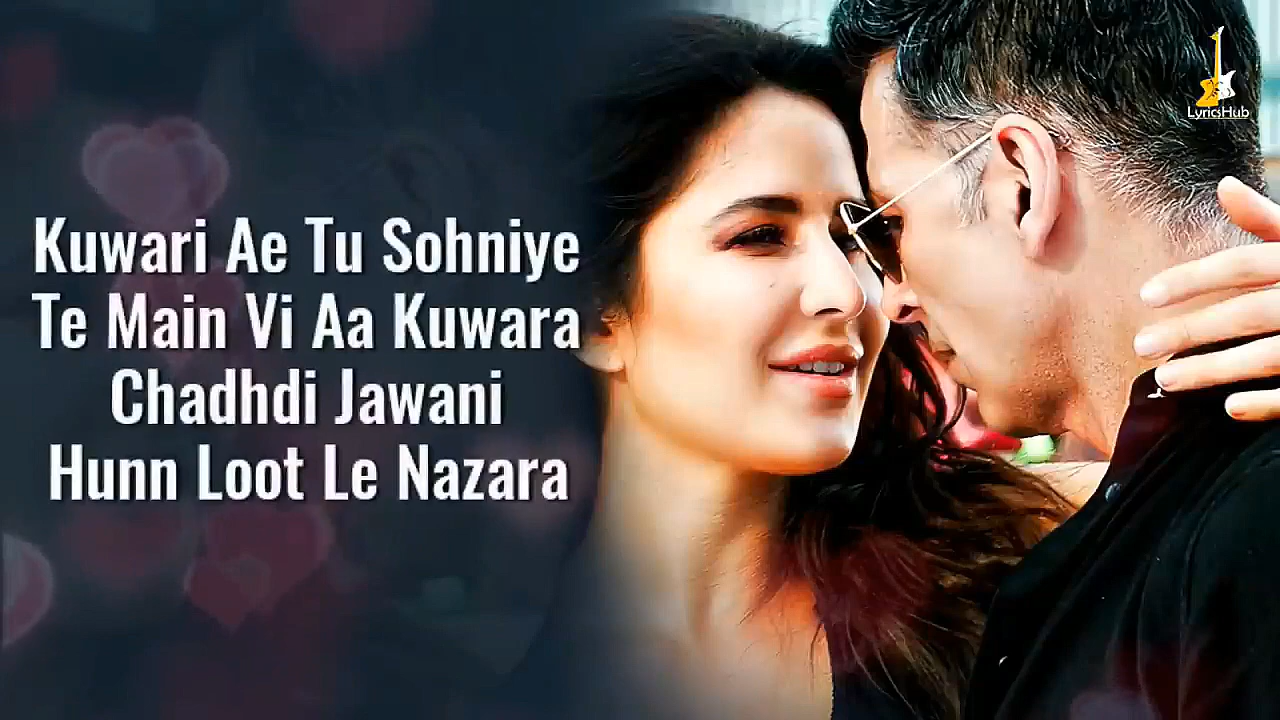 LyricsHub
Kuwari Ae Tu Sohniye
Te Main Vi Aa Kuwara
Chadhdi Jawani
Hunn Loot Le Nazara